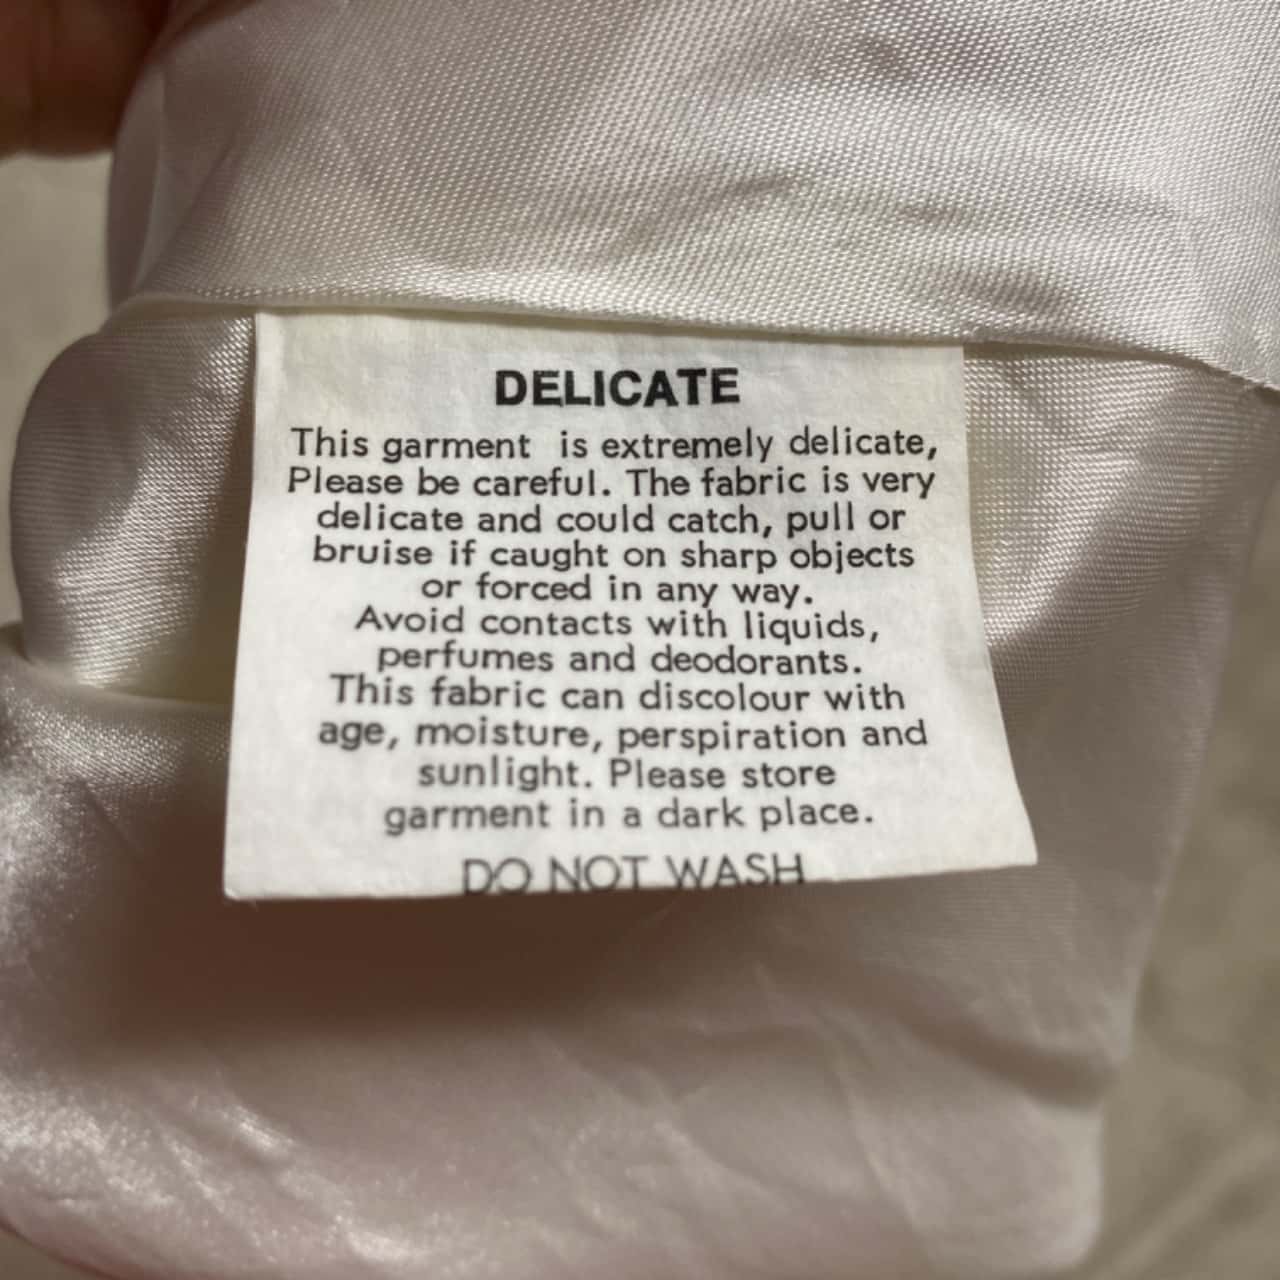 DELICATE
This garment is extremely delicate,
Please be careful. The fabric is very
delicate and could catch, pull or
bruise if caught on sharp objects
or forced in any way.
Avoid contacts with liquids,
perfumes and deodorants.
This fabric can discolour with
age, moisture, perspiration and
sunlight. Please store
garment in a dark place.
DO NOT WASH